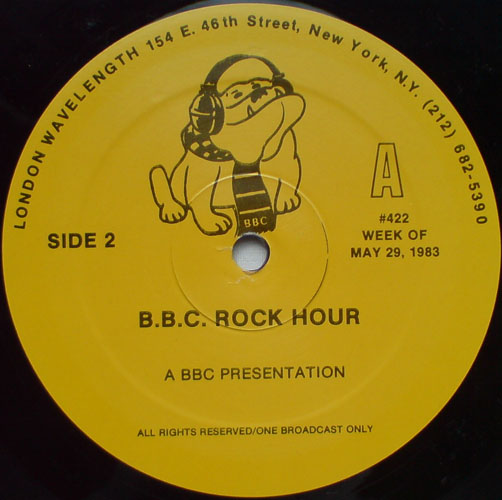 LONDON WAVELENGTH 154 E. 46th Street, New York, N.Y. (212) 682-5390
BBC
A
#422
WEEK OF
MAY 29, 1983
SIDE 2
B.B.C. ROCK HOUR
A BBC PRESENTATION
ALL RIGHTS RESERVED/ONE BROADCAST ONLY